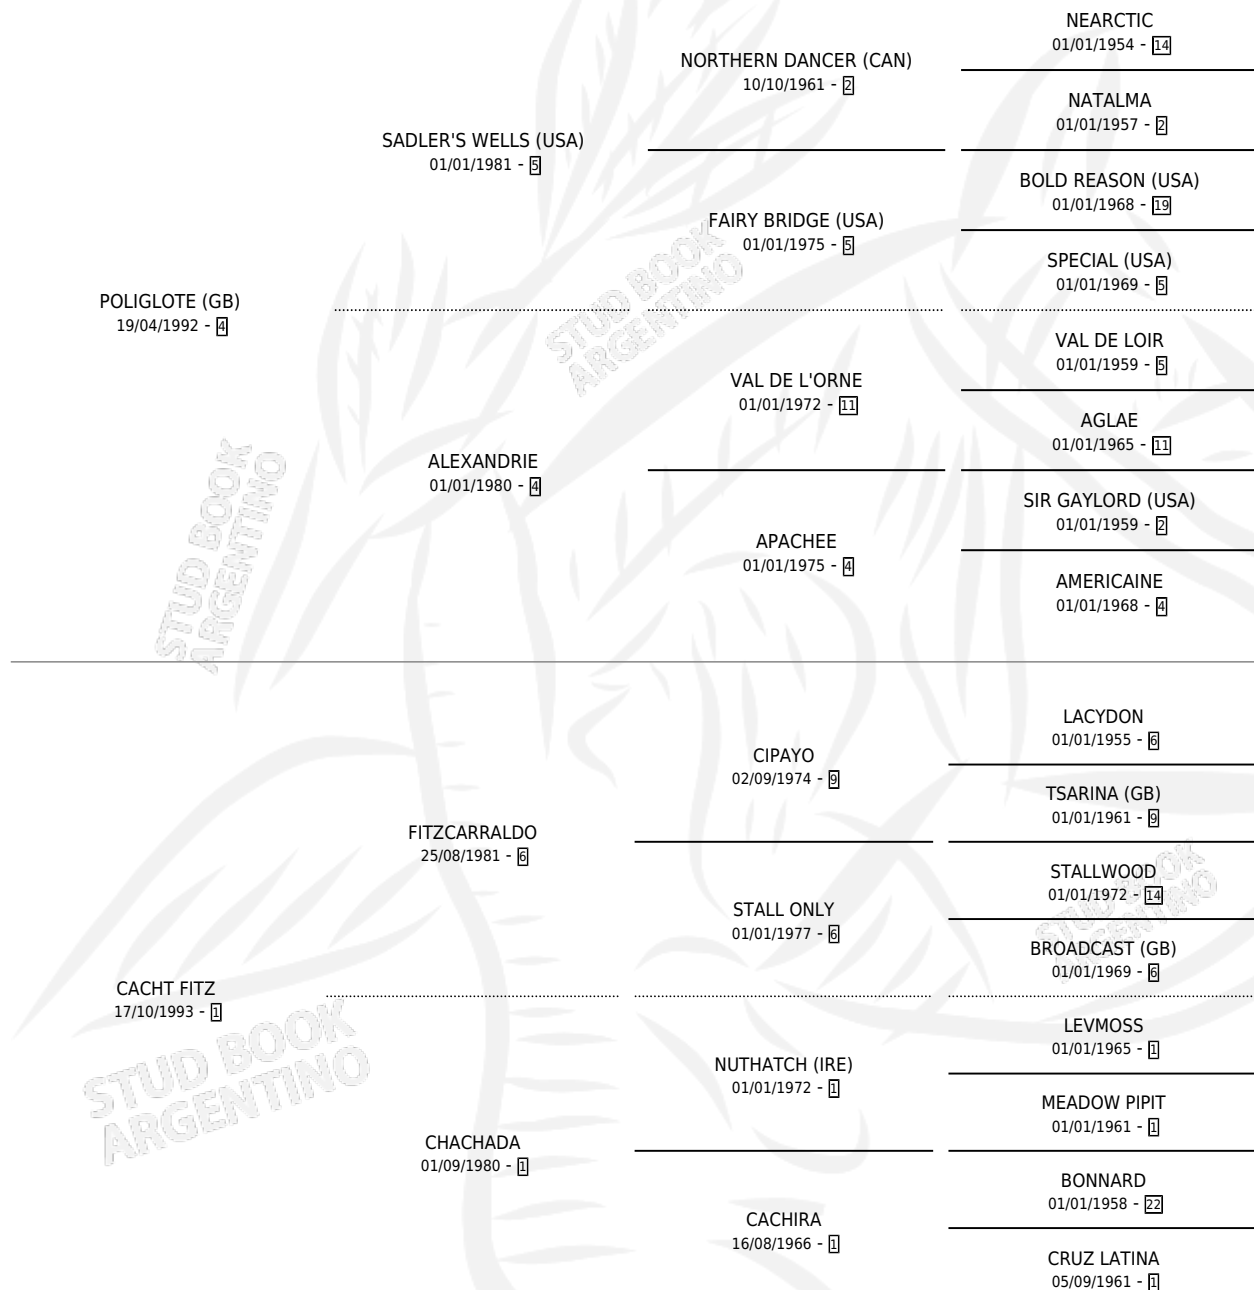 NEARCTIC
01/01/1954 - 14
NORTHERN DANCER (CAN)
10/10/1961 - 2
NATALMA
01/01/1957 - 2
SADLER'S WELLS (USA)
01/01/1981 - 5
BOLD REASON (USA)
01/01/1968 - 19
FAIRY BRIDGE (USA)
01/01/1975 - 5
SPECIAL (USA)
01/01/1969 - 5
STUD BOOK
ARGENTINO
POLIGLOTE (GB)
19/04/1992 - 4
VAL DE LOIR
01/01/1959 - 5
VAL DE L'ORNE
01/01/1972 - 11
AGLAE
01/01/1965 - 11
ALEXANDRIE
01/01/1980 - 4
SIR GAYLORD (USA)
01/01/1959 - 2
APACHEE
01/01/1975 - 4
AMERICAINE
01/01/1968 - 4
STUD BOOK
ARGENTINO
LACYDON
01/01/1955 - 6
CIPAYO
02/09/1974 - 9
TSARINA (GB)
01/01/1961 - 9
FITZCARRALDO
25/08/1981 - 6
STALLWOOD
01/01/1972 - 14
STALL ONLY
01/01/1977 - 6
BROADCAST (GB)
01/01/1969 - 6
STUD BOOK
ARGENTINO
CACHT FITZ
17/10/1993 - 1
LEVMOSS
01/01/1965 - 1
NUTHATCH (IRE)
01/01/1972 - 1
MEADOW PIPIT
01/01/1961 - 1
STUD BOOK
ARGENTINO
CHACHADA
01/09/1980 - 1
BONNARD
01/01/1958 - 22
CACHIRA
16/08/1966 - 1
CRUZ LATINA
05/09/1961 - 1